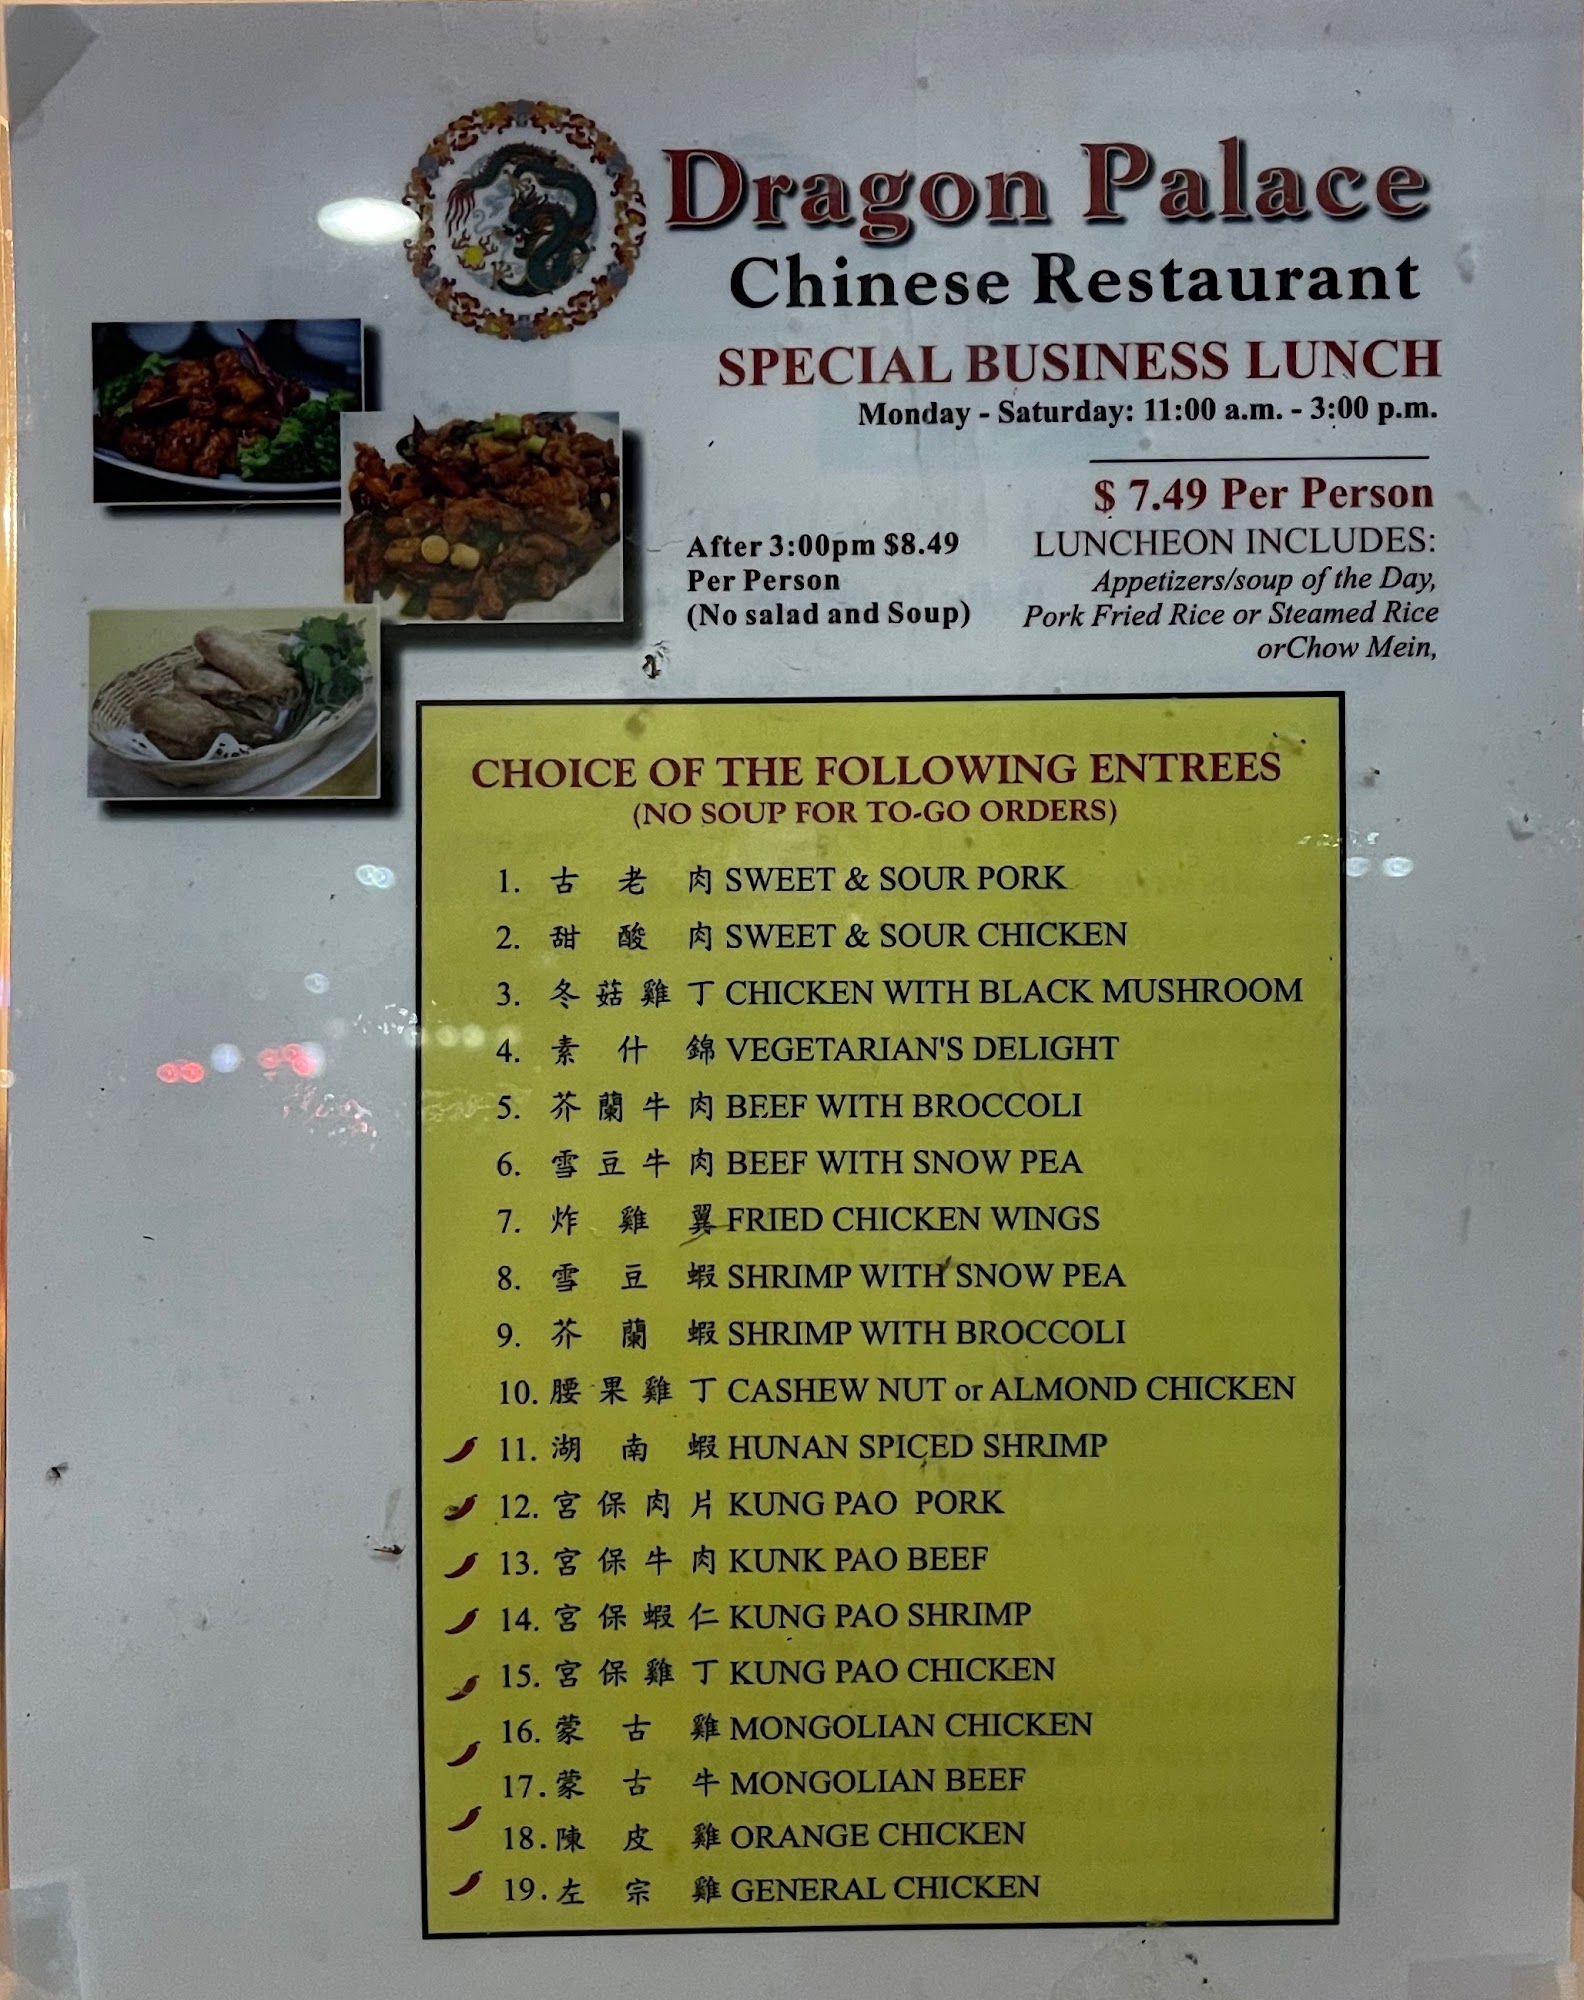 Dragon Palace
Chinese Restaurant
SPECIAL BUSINESS LUNCH
Monday - Saturday: 11:00 a.m. - 3:00 p.m.
$ 7.49 Per Person
LUNCHEON INCLUDES:
Appetizers/soup of the Day,
Pork Fried Rice or Steamed Rice
orChow Mein,
After 3:00pm $8.49
Per Person
(No salad and Soup)
CHOICE OF THE FOLLOWING ENTREES
(NO SOUP FOR TO-GO ORDERS)
1. 古老肉 SWEET & SOUR PORK
2. 甜酸肉 SWEET & SOUR CHICKEN
3. 冬菇雞丁 CHICKEN WITH BLACK MUSHROOM
4. 素什錦 VEGETARIAN'S DELIGHT
5. 芥蘭牛肉 BEEF WITH BROCCOLI
6. 雪豆牛肉 BEEF WITH SNOW PEA
7. 炸雞翼 FRIED CHICKEN WINGS
8. 雪豆蝦 SHRIMP WITH SNOW PEA
9. 芥蘭蝦 SHRIMP WITH BROCCOLI
10. 腰果雞丁 CASHEW NUT or ALMOND CHICKEN
11. 湖南蝦 HUNAN SPICED SHRIMP
12. 宮保肉片 KUNG PAO PORK
13. 宮保牛肉 KUNK PAO BEEF
14. 宮保蝦仁 KUNG PAO SHRIMP
15. 宮保雞丁 KUNG PAO CHICKEN
16. 蒙古雞 MONGOLIAN CHICKEN
17. 蒙古牛 MONGOLIAN BEEF
18. 陳皮雞 ORANGE CHICKEN
19. 左宗雞 GENERAL CHICKEN